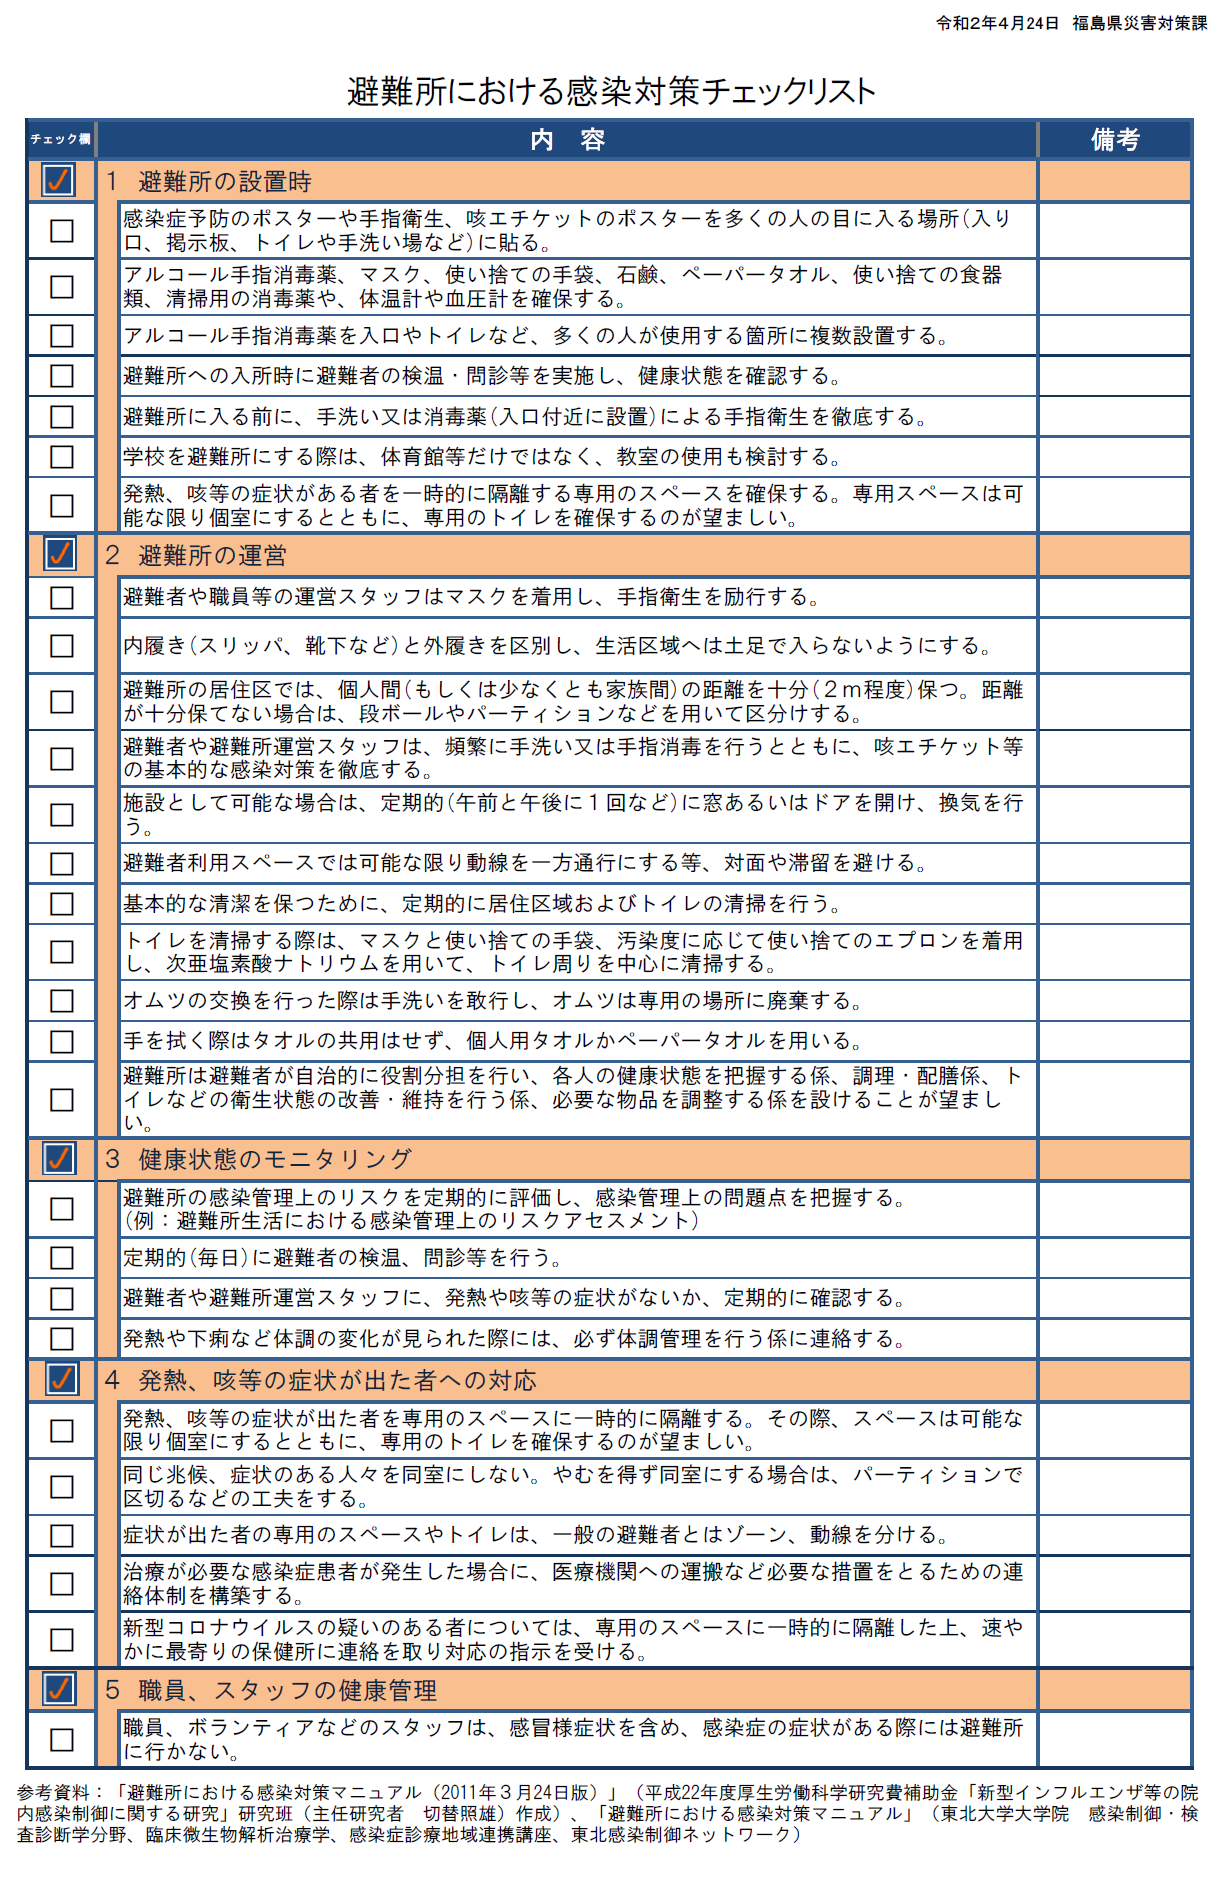 令和2年4月24日　福島県災害対策課
避難所における感染対策チェックリスト
チェック欄　内　容　備考
1　避難所の設置時
感染症予防のポスターや手指衛生、咳エチケットのポスターを多くの人の目に入る場所(入り
口、掲示板、トイレや手洗い場など)に貼る。
アルコール手指消毒薬、マスク、使い捨ての手袋、石鹸、ペーパータオル、使い捨ての食器
類、清掃用の消毒薬や、体温計や血圧計を確保する。
アルコール手指消毒薬を入口やトイレなど、多くの人が使用する箇所に複数設置する。
避難所への入所時に避難者の検温・問診等を実施し、健康状態を確認する。
避難所に入る前に、手洗い又は消毒薬(入口付近に設置)による手指衛生を徹底する。
学校を避難所にする際は、体育館等だけではなく、教室の使用も検討する。
発熱、咳等の症状がある者を一時的に隔離する専用のスペースを確保する。専用スペースは可
能な限り個室にするとともに、専用のトイレを確保するのが望ましい。
2　避難所の運営
避難者や職員等の運営スタッフはマスクを着用し、手指衛生を励行する。
内履き(スリッパ、靴下など)と外履きを区別し、生活区域へは土足で入らないようにする。
避難所の居住区では、個人間(もしくは少なくとも家族間)の距離を十分(２ｍ程度)保つ。距離
が十分保てない場合は、段ボールやパーティションなどを用いて区分けする。
避難者や避難所運営スタッフは、頻繁に手洗い又は手指消毒を行うとともに、咳エチケット等
の基本的な感染対策を徹底する。
施設として可能な場合は、定期的(午前と午後に１回など)に窓あるいはドアを開け、換気を行
う。
避難者利用スペースでは可能な限り動線を一方通行にする等、対面や滞留を避ける。
基本的な清潔を保つために、定期的に居住区域およびトイレの清掃を行う。
トイレを清掃する際は、マスクと使い捨ての手袋、汚染度に応じて使い捨てのエプロンを着用
し、次亜塩素酸ナトリウムを用いて、トイレ周りを中心に清掃する。
オムツの交換を行った際は手洗いを敢行し、オムツは専用の場所に廃棄する。
手を拭く際はタオルの共用はせず、個人用タオルかペーパータオルを用いる。
避難所は避難者が自治的に役割分担を行い、各人の健康状態を把握する係、調理・配膳係、ト
イレなどの衛生状態の改善・維持を行う係、必要な物品を調整する係を設けることが望まし
い。
3　健康状態のモニタリング
避難所の感染管理上のリスクを定期的に評価し、感染管理上の問題点を把握する。
(例：避難所生活における感染管理上のリスクアセスメント)
定期的(毎日)に避難者の検温、問診等を行う。
避難者や避難所運営スタッフに、発熱や咳等の症状がないか、定期的に確認する。
発熱や下痢など体調の変化が見られた際には、必ず体調管理を行う係に連絡する。
4　発熱、咳等の症状が出た者への対応
発熱、咳等の症状が出た者を専用のスペースに一時的に隔離する。その際、スペースは可能な
限り個室にするとともに、専用のトイレを確保するのが望ましい。
同じ兆候、症状のある人々を同室にしない。やむを得ず同室にする場合は、パーティションで
区切るなどの工夫をする。
症状が出た者の専用のスペースやトイレは、一般の避難者とはゾーン、動線を分ける。
治療が必要な感染症患者が発生した場合に、医療機関への運搬など必要な措置をとるための連
絡体制を構築する。
新型コロナウイルスの疑いのある者については、専用のスペースに一時的に隔離した上、速や
かに最寄りの保健所に連絡を取り対応の指示を受ける。
5　職員、スタッフの健康管理
職員、ボランティアなどのスタッフは、感冒様症状を含め、感染症の症状がある際には避難所
に行かない。
参考資料：「避難所における感染対策マニュアル（2011年３月24日版）」（平成22年度厚生労働科学研究費補助金「新型インフルエンザ等の院
内感染制御に関する研究」研究班（主任研究者　切替照雄）作成）、「避難所における感染対策マニュアル」（東北大学大学院　感染制御・検
査診断学分野、臨床微生物解析治療学、感染症診療地域連携講座、東北感染制御ネットワーク）